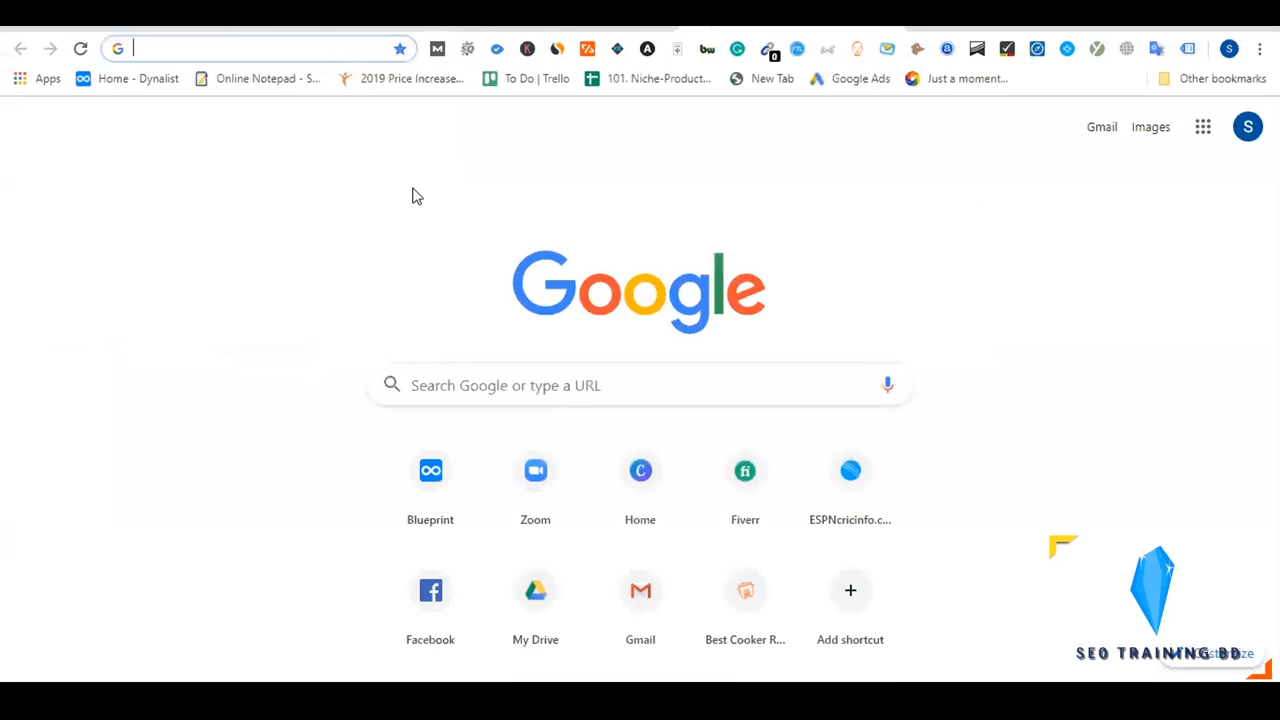 Apps
Home - Dynalist
Online Notepad - S...
2019 Price Increase...
To Do | Trello
101. Niche-Product...
New Tab
Google Ads
Just a moment...
Other bookmarks
Gmail
Images
S
Google
Search Google or type a URL
Blueprint
Zoom
Home
Fiverr
ESPNcricinfo.c...
Facebook
My Drive
Gmail
Best Cooker R...
Add shortcut
SEO TRAINING BD